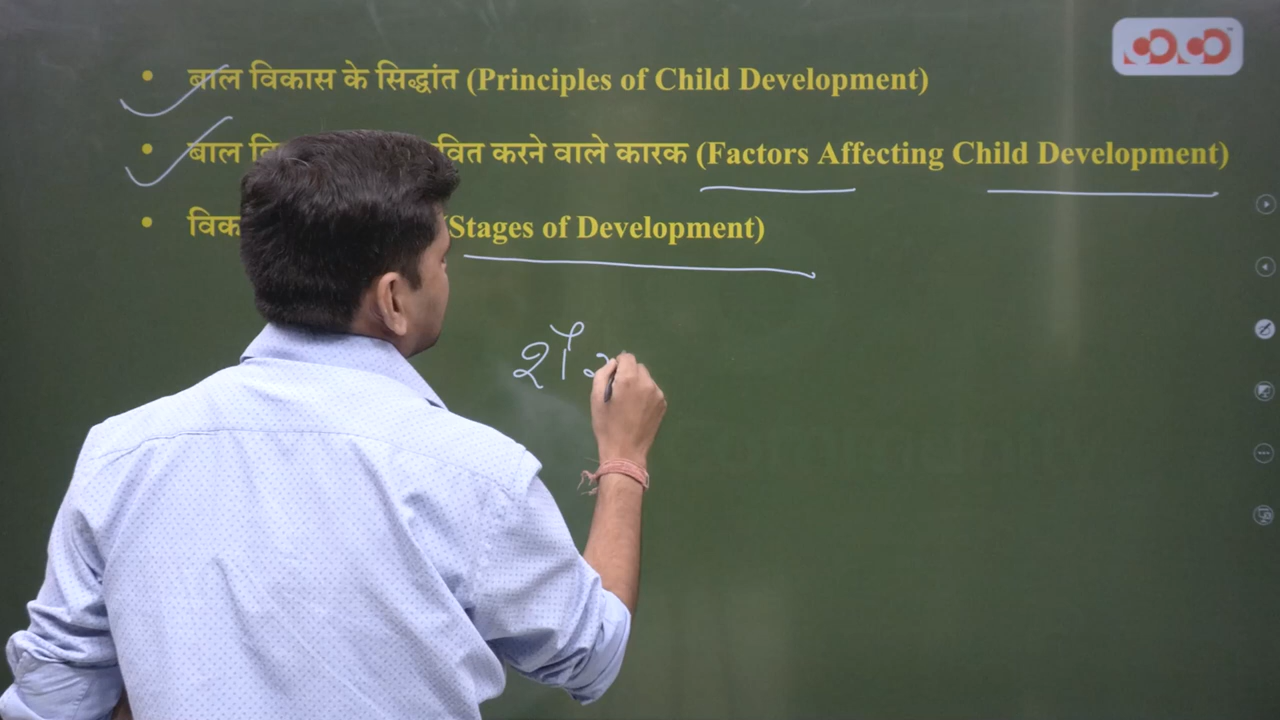 • बाल विकास के सिद्धांत (Principles of Child Development)
• बाल वित करने वाले कारक (Factors Affecting Child Development)
• विक (Stages of Development)
शै